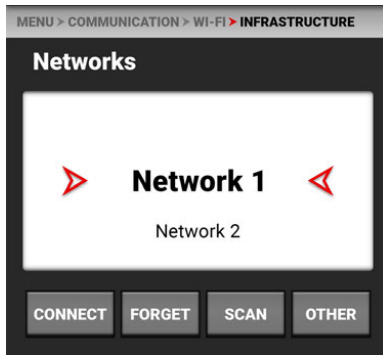 MENU > COMMUNICATION > WI-FI > INFRASTRUCTURE
Networks
Network 1
Network 2
CONNECT FORGET SCAN OTHER